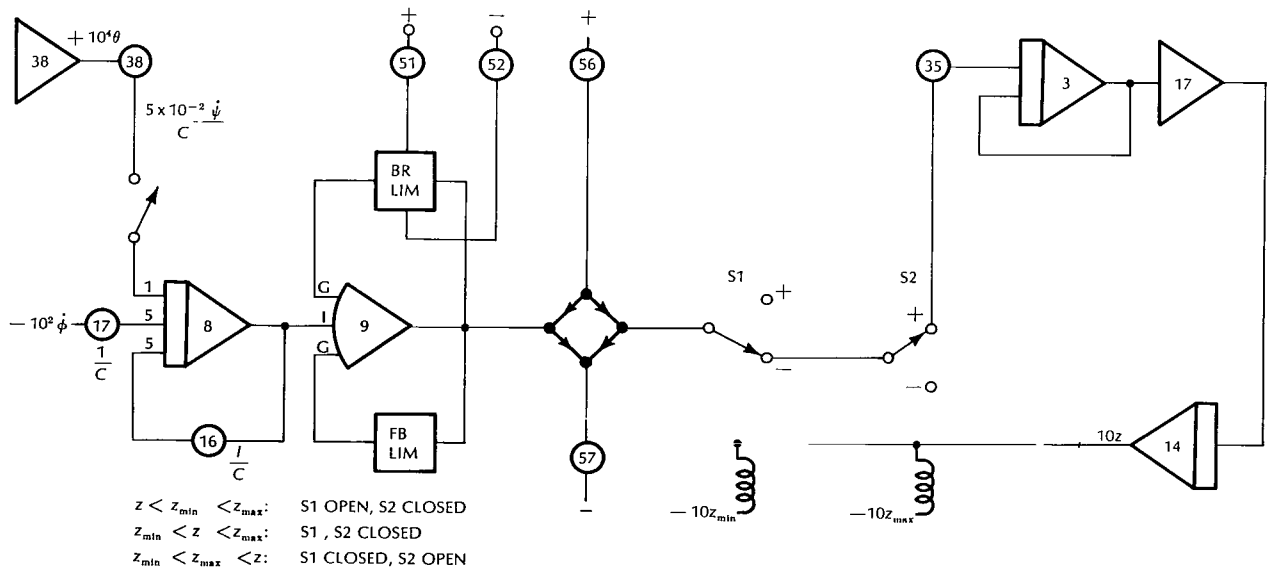 + 10⁴θ
38
38
5 x 10⁻² ψ̇
C
+
51
−
52
+
56
35
3
17
BR
LIM
S1
+
−
S2
+
−
− 10² φ̇
17
1
C
1
5
5
8
16
1
C
G
1
G
9
FB
LIM
57
−
10z
14
− 10z_min
− 10z_max
z < z_min < z_max: S1 OPEN, S2 CLOSED
z_min < z < z_max: S1 , S2 CLOSED
z_min < z_max < z: S1 CLOSED, S2 OPEN